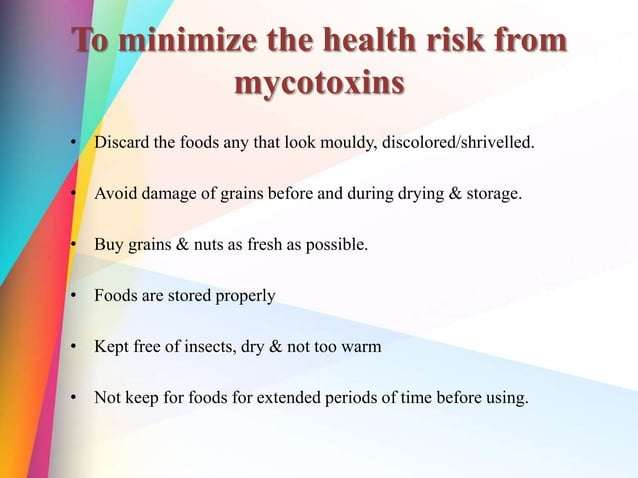 To minimize the health risk from
mycotoxins
• Discard the foods any that look mouldy, discolored/shrivelled.
• Avoid damage of grains before and during drying & storage.
• Buy grains & nuts as fresh as possible.
• Foods are stored properly
• Kept free of insects, dry & not too warm
• Not keep for foods for extended periods of time before using.